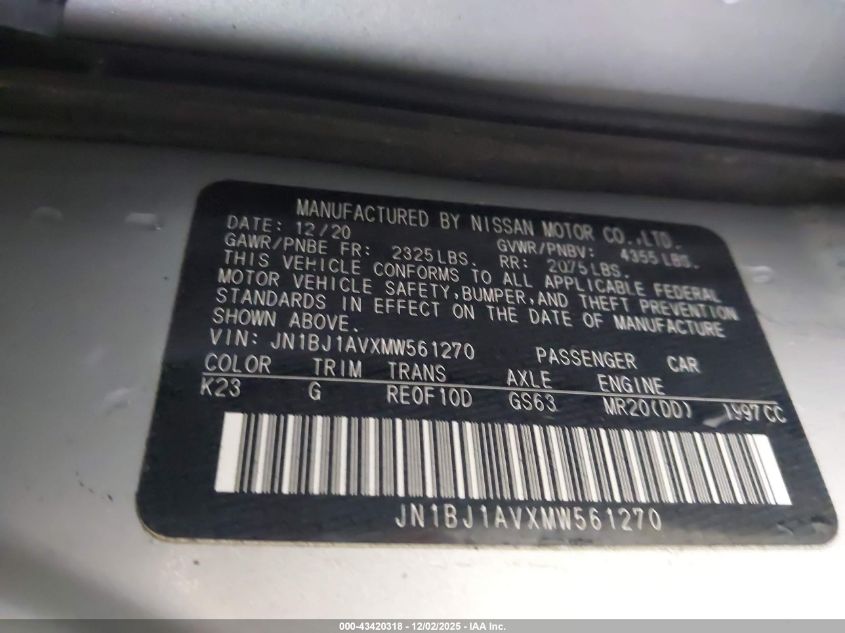 MANUFACTURED BY NISSAN MOTOR CO.,LTD.
DATE: 12/20 GVWR/PNBV: 4355LBS.
GAWR/PNBE FR: 2325LBS. RR: 2075LBS.
THIS VEHICLE CONFORMS TO ALL APPLICABLE FEDERAL
MOTOR VEHICLE SAFETY,BUMPER,AND THEFT PREVENTION
STANDARDS IN EFFECT ON THE DATE OF MANUFACTURE
SHOWN ABOVE.
VIN: JN1BJ1AVXMW561270 PASSENGER CAR
COLOR TRIM TRANS AXLE ENGINE
K23 G RE0F10D GS63 MR20(DD) 1997CC
JN1BJ1AVXMW561270
000-43420318 - 12/02/2025 - IAA Inc.